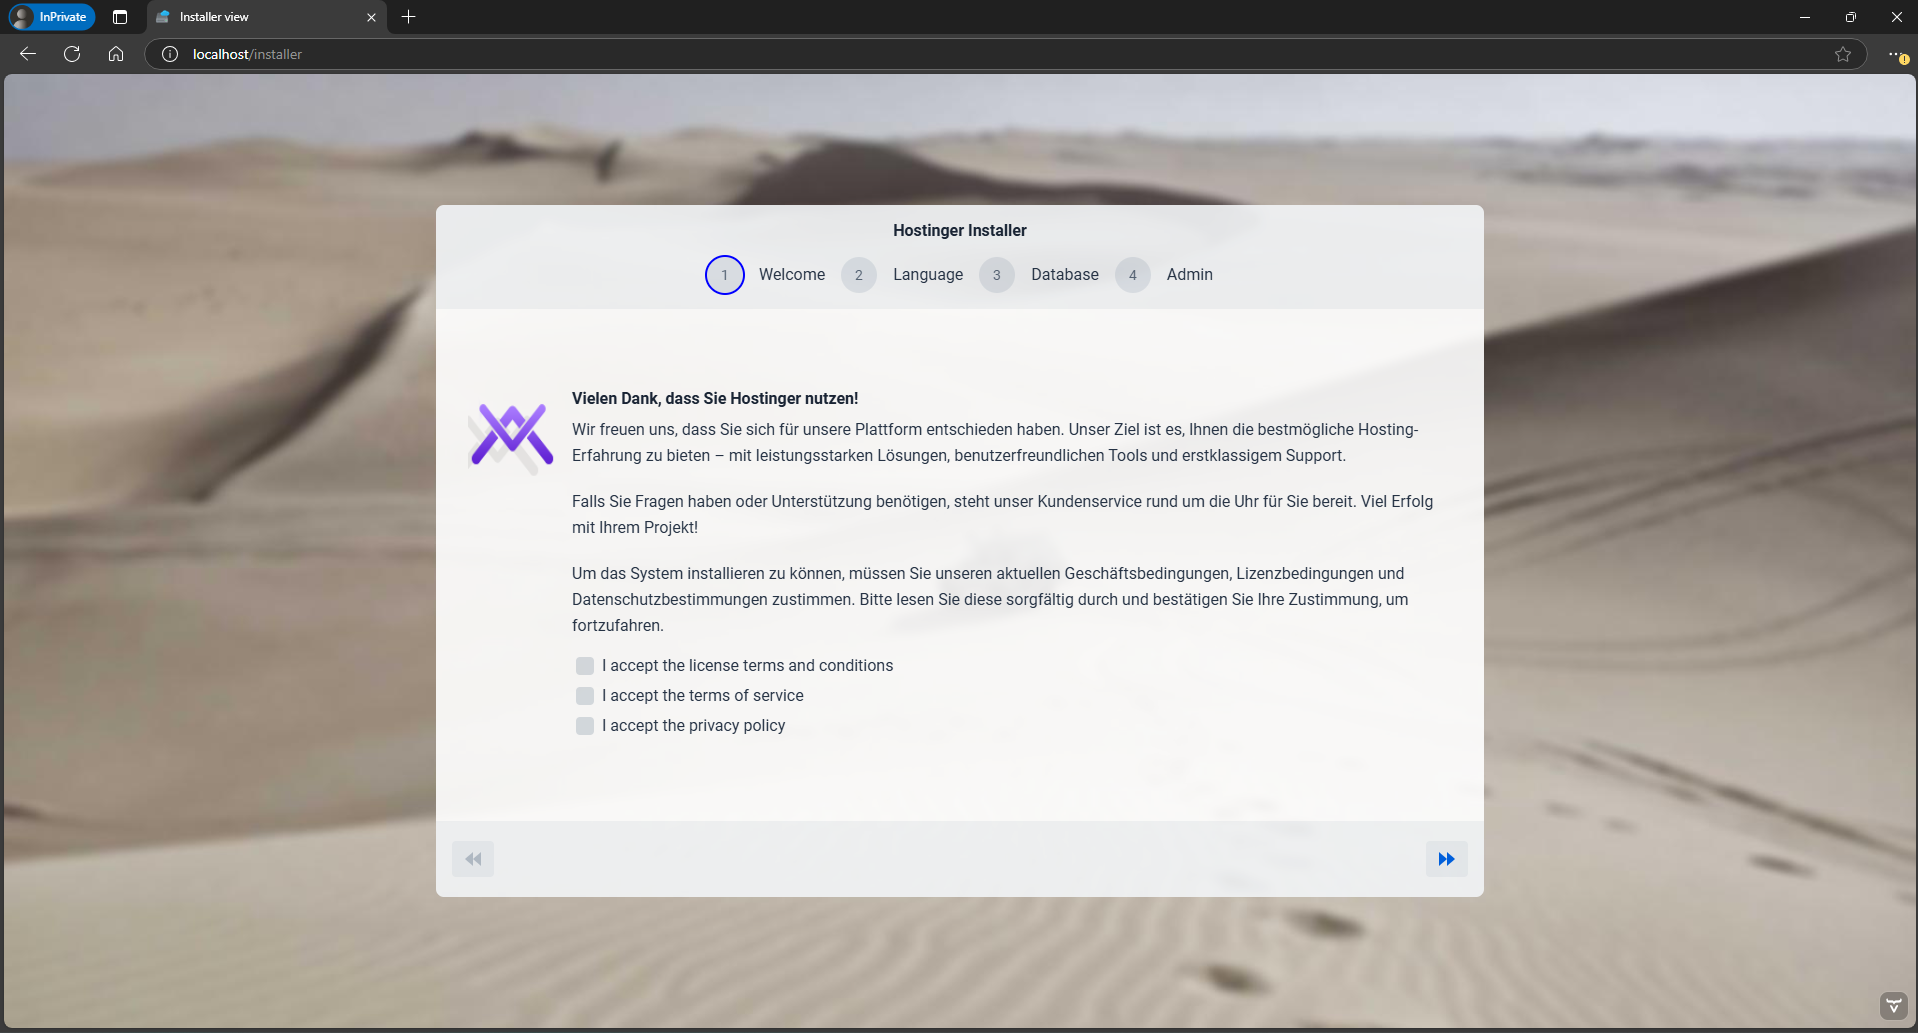 InPrivate
Installer view
localhost/installer
Hostinger Installer
1 Welcome 2 Language 3 Database 4 Admin
Vielen Dank, dass Sie Hostinger nutzen!
Wir freuen uns, dass Sie sich für unsere Plattform entschieden haben. Unser Ziel ist es, Ihnen die bestmögliche Hosting-
Erfahrung zu bieten – mit leistungsstarken Lösungen, benutzerfreundlichen Tools und erstklassigem Support.
Falls Sie Fragen haben oder Unterstützung benötigen, steht unser Kundenservice rund um die Uhr für Sie bereit. Viel Erfolg
mit Ihrem Projekt!
Um das System installieren zu können, müssen Sie unseren aktuellen Geschäftsbedingungen, Lizenzbedingungen und
Datenschutzbestimmungen zustimmen. Bitte lesen Sie diese sorgfältig durch und bestätigen Sie Ihre Zustimmung, um
fortzufahren.
I accept the license terms and conditions
I accept the terms of service
I accept the privacy policy